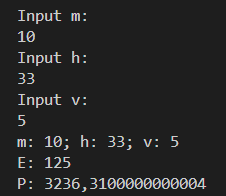 Input m:
10
Input h:
33
Input v:
5
m: 10; h: 33; v: 5
E: 125
P: 3236,3100000000004